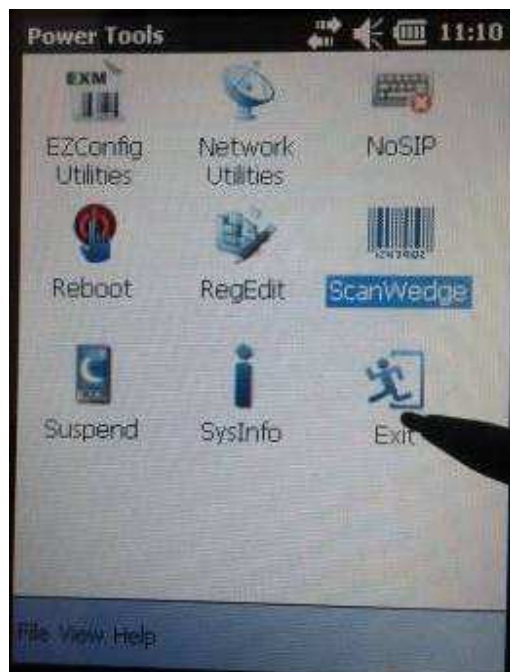 Power Tools 11:10
EXM
EZConfig
Utilities
Network
Utilities
NoSIP
Reboot
RegEdit
ScanWedge
Suspend
SysInfo
Exit
File View Help